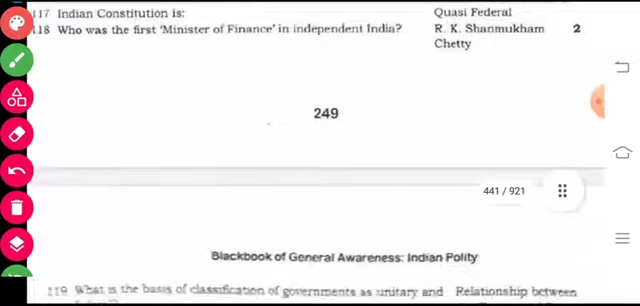 117 Indian Constitution is: Quasi Federal
118 Who was the first 'Minister of Finance' in independent India? R. K. Shanmukham 2
Chetty
249
441 / 921
Blackbook of General Awareness: Indian Polity
119 What is the basis of classification of governments as unitary and Relationship between